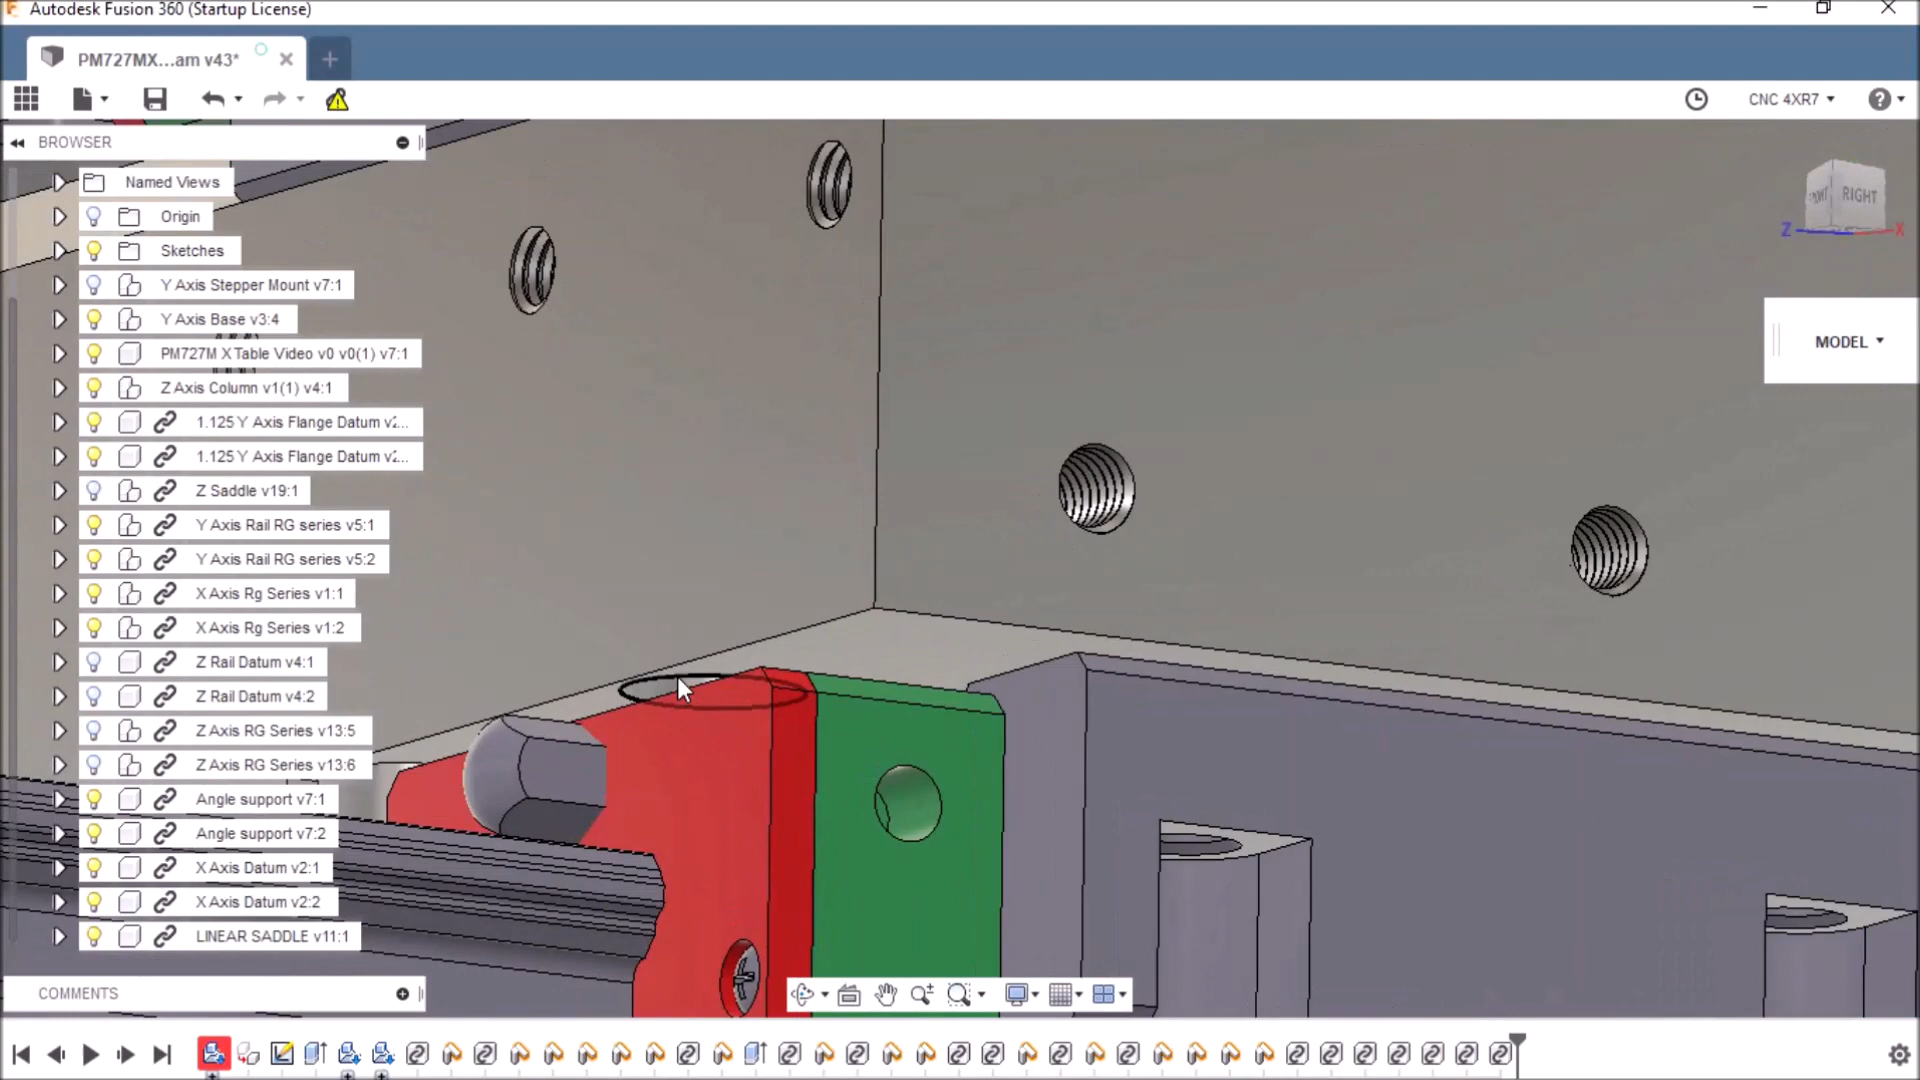 Autodesk Fusion 360 (Startup License)
PM727MX...am v43*
CNC 4XR7
BROWSER
Named Views
Origin
Sketches
Y Axis Stepper Mount v7:1
Y Axis Base v3:4
PM727M X Table Video v0 v0(1) v7:1
Z Axis Column v1(1) v4:1
1.125 Y Axis Flange Datum v2...
1.125 Y Axis Flange Datum v2...
Z Saddle v19:1
Y Axis Rail RG series v5:1
Y Axis Rail RG series v5:2
X Axis Rg Series v1:1
X Axis Rg Series v1:2
Z Rail Datum v4:1
Z Rail Datum v4:2
Z Axis RG Series v13:5
Z Axis RG Series v13:6
Angle support v7:1
Angle support v7:2
X Axis Datum v2:1
X Axis Datum v2:2
LINEAR SADDLE v11:1
RIGHT
Z
X
MODEL
COMMENTS